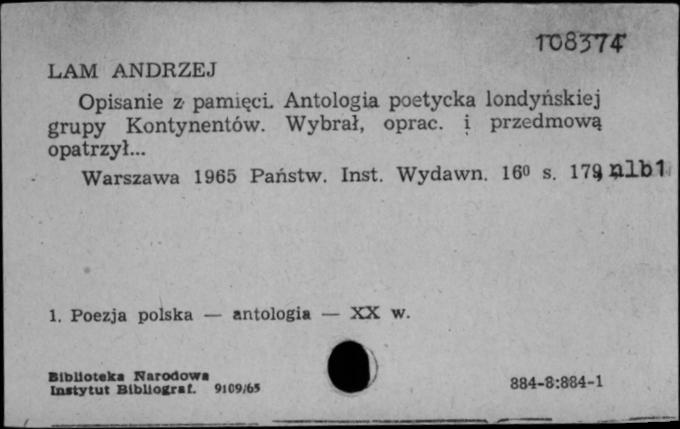 108374
LAM ANDRZEJ
Opisanie z pamięci. Antologia poetycka londyńskiej
grupy Kontynentów. Wybrał, oprac. i przedmową
opatrzył...
Warszawa 1965 Państw. Inst. Wydawn. 16⁰ s. 179, nlb1
1. Poezja polska — antologia — XX w.
Biblioteka Narodowa
Instytut Bibliograf. 9109/65
884-8:884-1